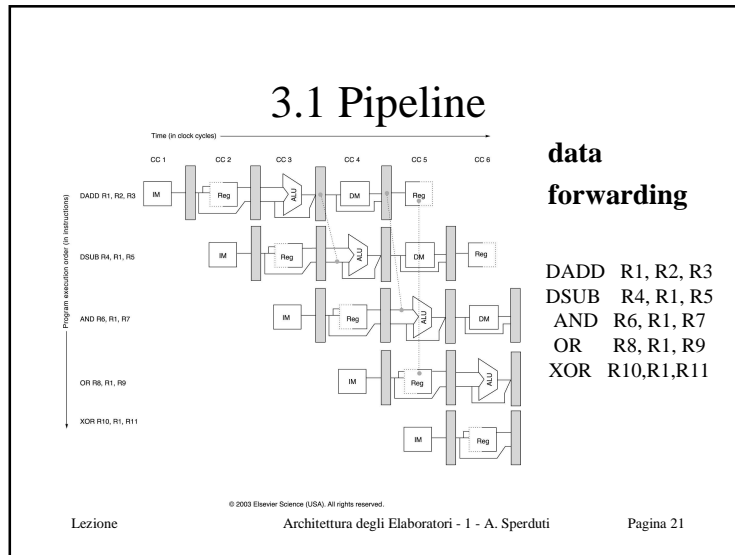 3.1 Pipeline
Time (in clock cycles)
CC 1 CC 2 CC 3 CC 4 CC 5 CC 6
Program execution order (in instructions)
DADD R1, R2, R3
IM Reg ALU DM Reg
DSUB R4, R1, R5
IM Reg ALU DM Reg
AND R6, R1, R7
IM Reg ALU DM
OR R8, R1, R9
IM Reg ALU
XOR R10, R1, R11
IM Reg
data
forwarding
DADD R1, R2, R3
DSUB R4, R1, R5
AND R6, R1, R7
OR R8, R1, R9
XOR R10,R1,R11
© 2003 Elsevier Science (USA). All rights reserved.
Lezione Architettura degli Elaboratori - 1 - A. Sperduti Pagina 21